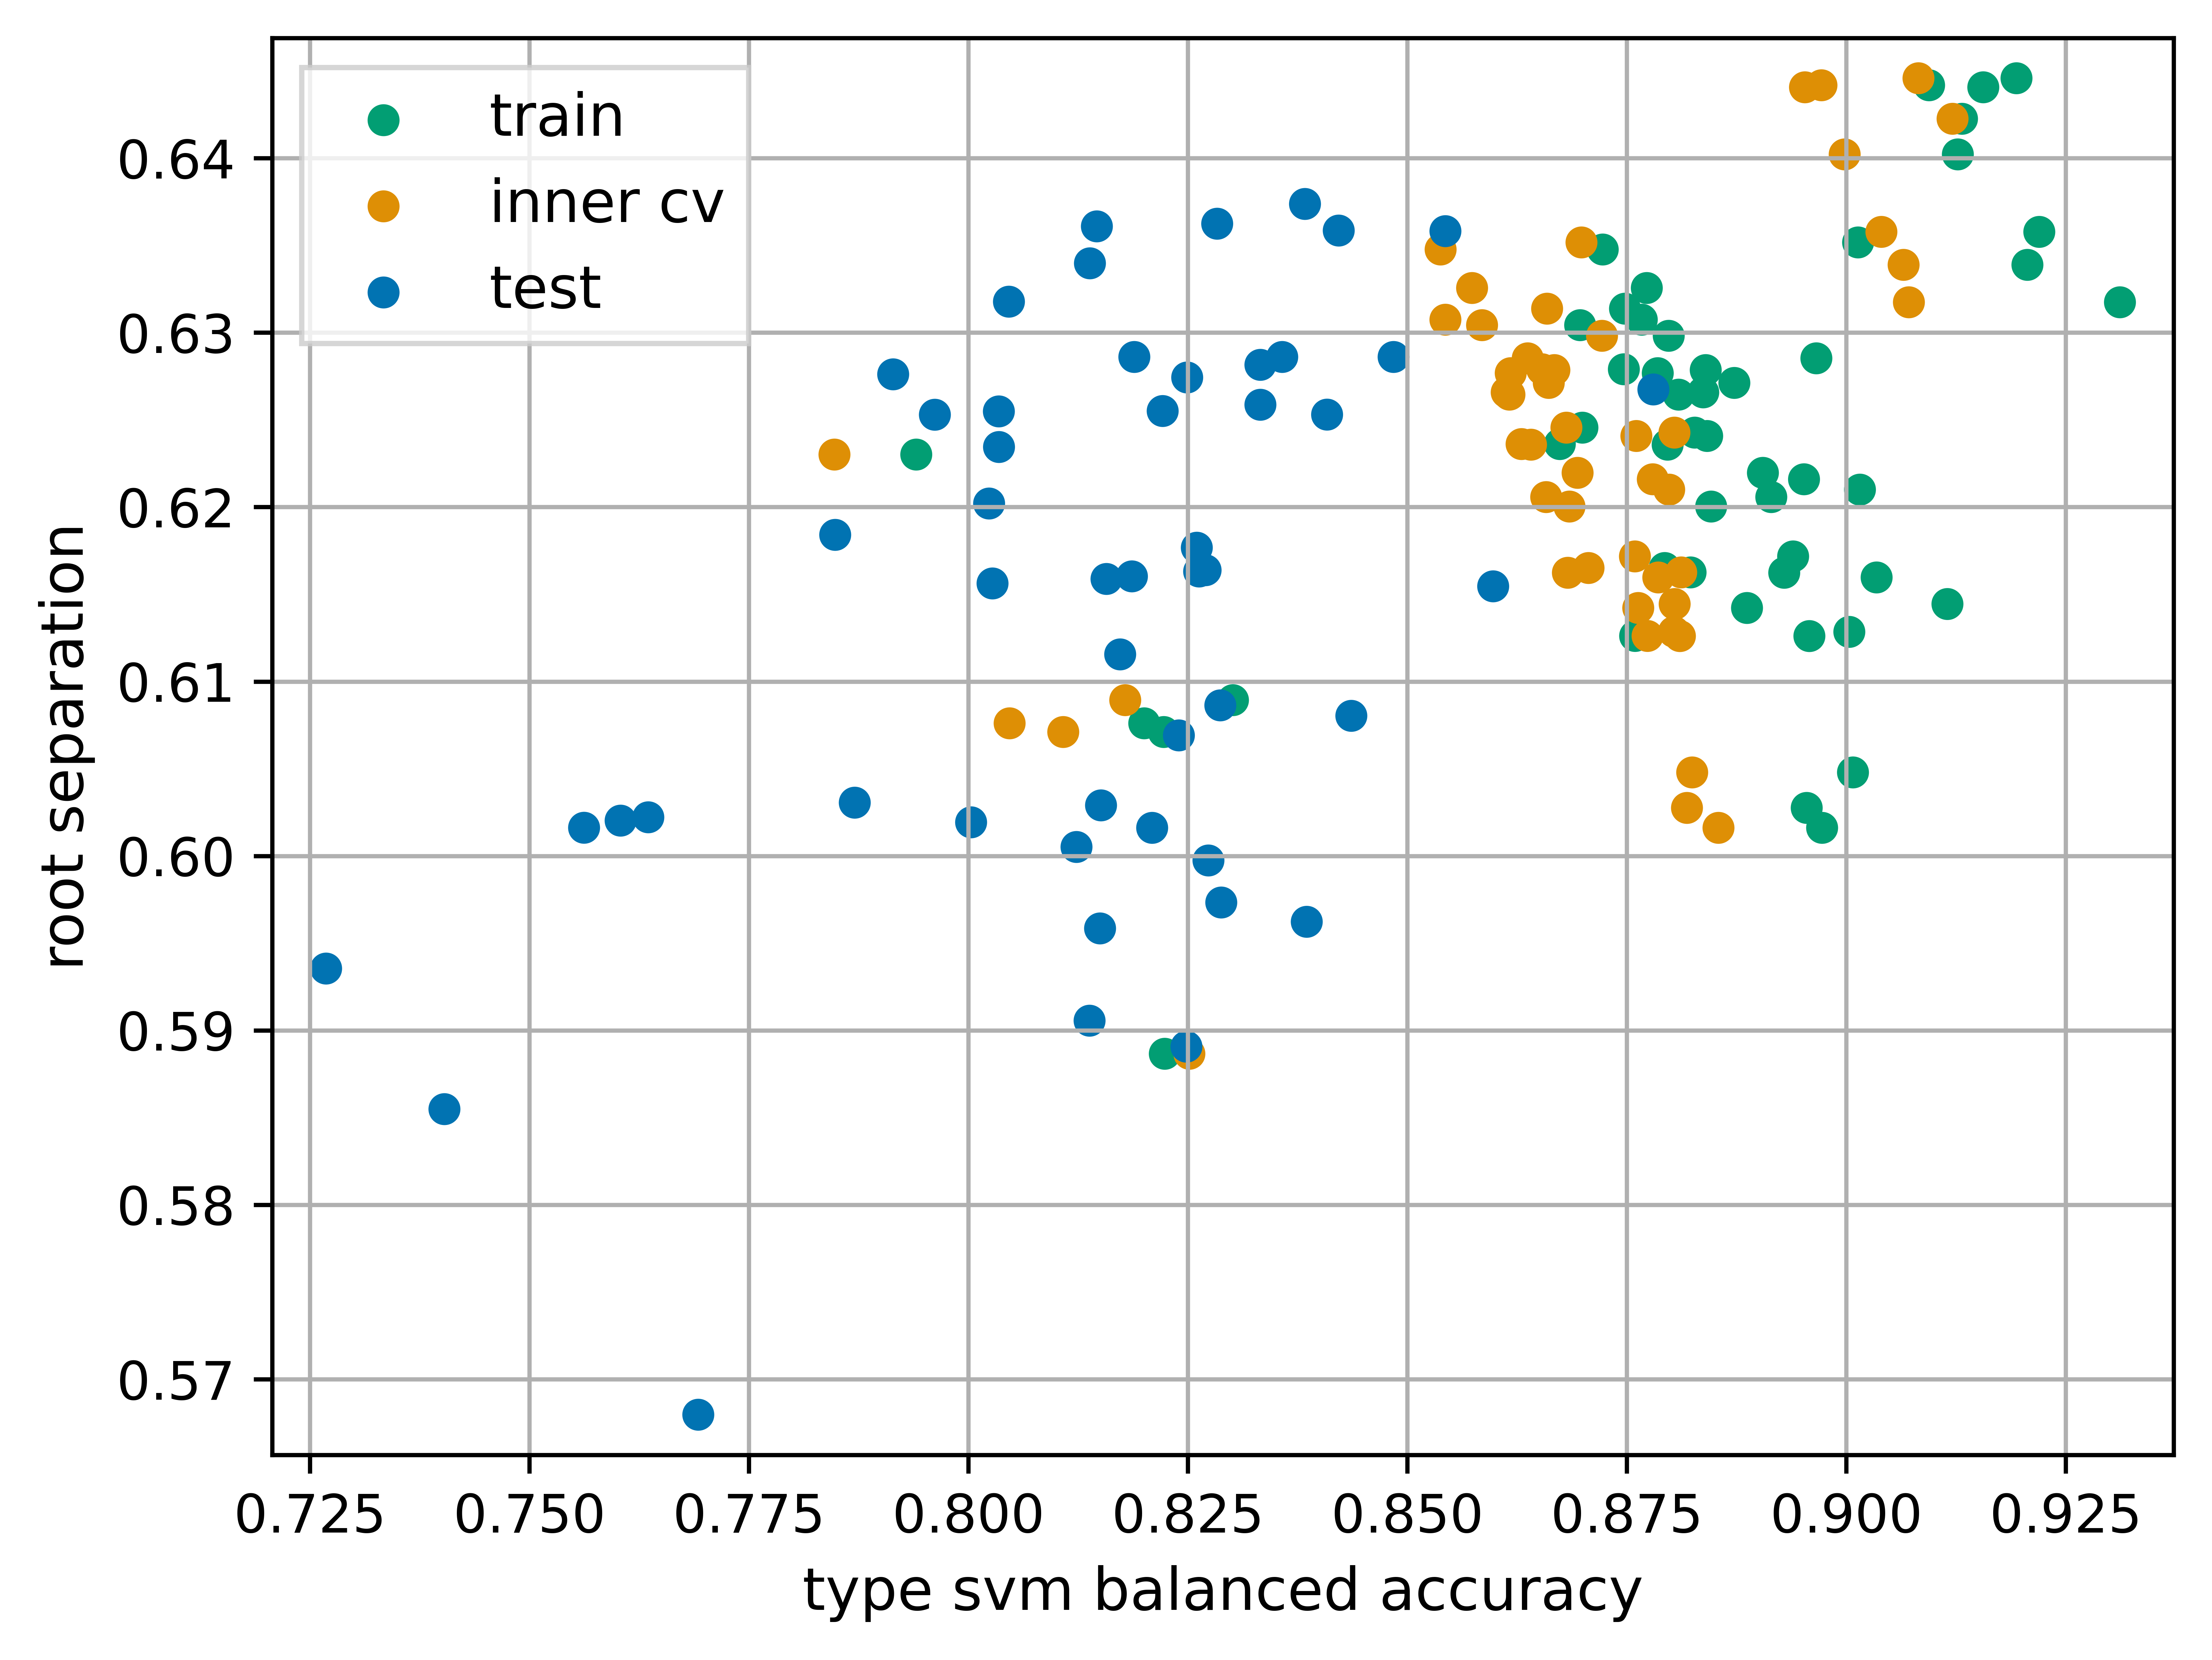 train
inner cv
test
0.64
0.63
0.62
0.61
0.60
0.59
0.58
0.57
root separation
0.725 0.750 0.775 0.800 0.825 0.850 0.875 0.900 0.925
type svm balanced accuracy